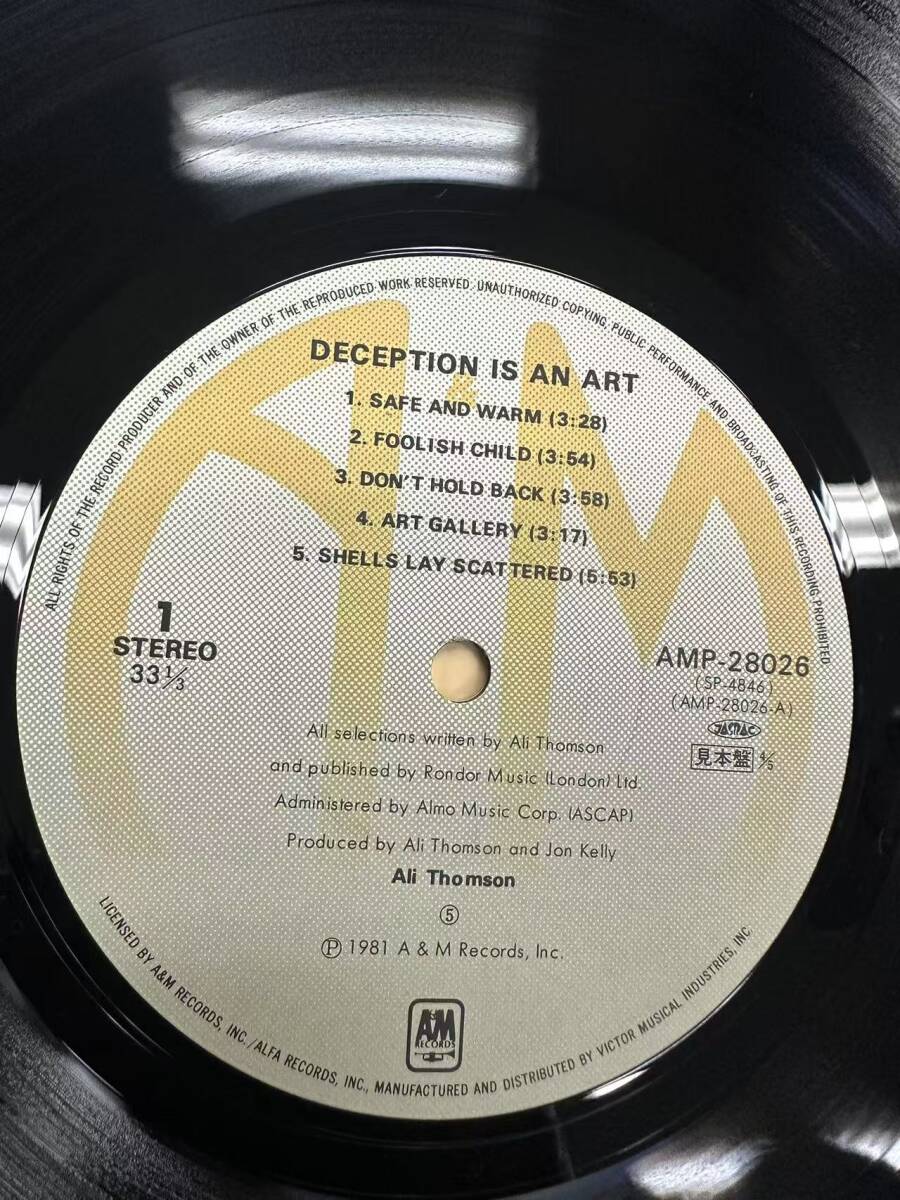 ALL RIGHTS OF THE RECORD PRODUCER AND OF THE OWNER OF THE REPRODUCED WORK RESERVED. UNAUTHORIZED COPYING, PUBLIC PERFORMANCE AND BROADCASTING OF THIS RECORDING PROHIBITED
DECEPTION IS AN ART
1. SAFE AND WARM (3:28)
2. FOOLISH CHILD (3:54)
3. DON'T HOLD BACK (3:58)
4. ART GALLERY (3:17)
5. SHELLS LAY SCATTERED (5:53)
1
STEREO
33 1/3
AMP-28026
(SP-4846)
(AMP-28026-A)
JASRAC
見本盤 4/5
All selections written by Ali Thomson
and published by Rondor Music (London) Ltd.
Administered by Almo Music Corp. (ASCAP)
Produced by Ali Thomson and Jon Kelly
Ali Thomson
⑤
Ⓟ 1981 A & M Records, Inc.
A&M
RECORDS
LICENSED BY A&M RECORDS, INC./ALFA RECORDS, INC., MANUFACTURED AND DISTRIBUTED BY VICTOR MUSICAL INDUSTRIES, INC